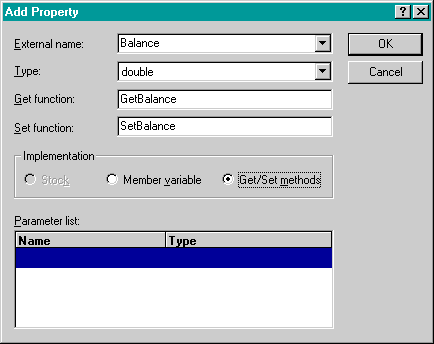 Add Property
External name: Balance OK
Type: double Cancel
Get function: GetBalance
Set function: SetBalance
Implementation
Stock Member variable Get/Set methods
Parameter list:
Name Type